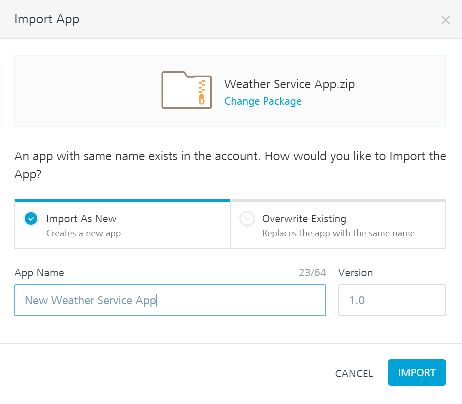 Import App
Weather Service App.zip
Change Package
An app with same name exists in the account. How would you like to Import the
App?
Import As New
Creates a new app
Overwrite Existing
Replaces the app with the same name
App Name 23/64 Version
New Weather Service App 1.0
CANCEL IMPORT